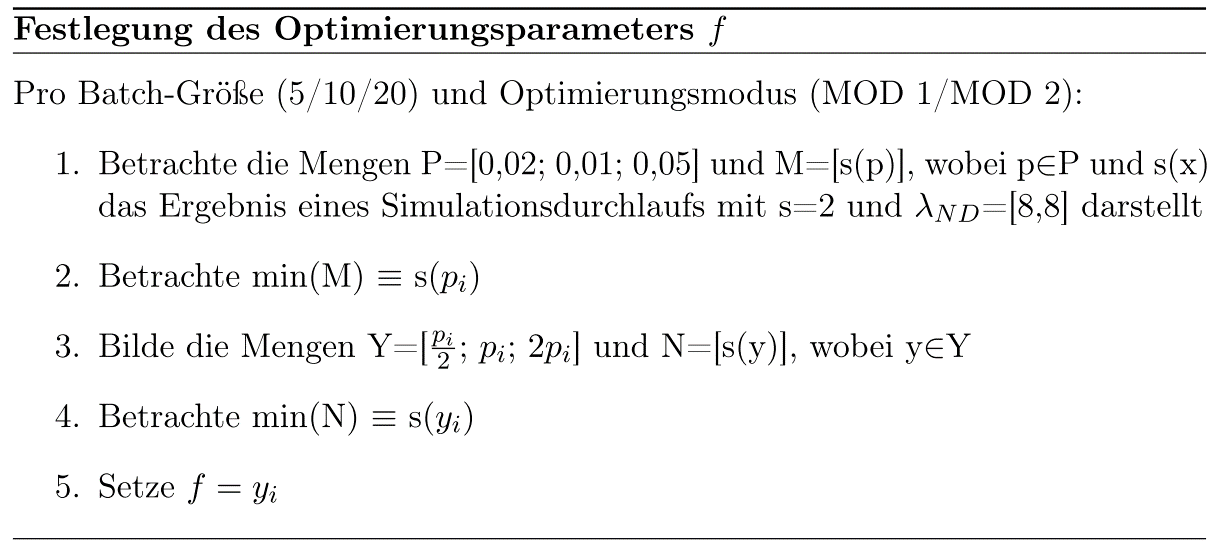 Festlegung des Optimierungsparameters f
Pro Batch-Größe (5/10/20) und Optimierungsmodus (MOD 1/MOD 2):
1. Betrachte die Mengen P=[0,02; 0,01; 0,05] und M=[s(p)], wobei p∈P und s(x)
das Ergebnis eines Simulationsdurchlaufs mit s=2 und λ_{ND}=[8,8] darstellt
2. Betrachte min(M) ≡ s(p_i)
3. Bilde die Mengen Y=[\frac{p_i}{2}; p_i; 2p_i] und N=[s(y)], wobei y∈Y
4. Betrachte min(N) ≡ s(y_i)
5. Setze f = y_i